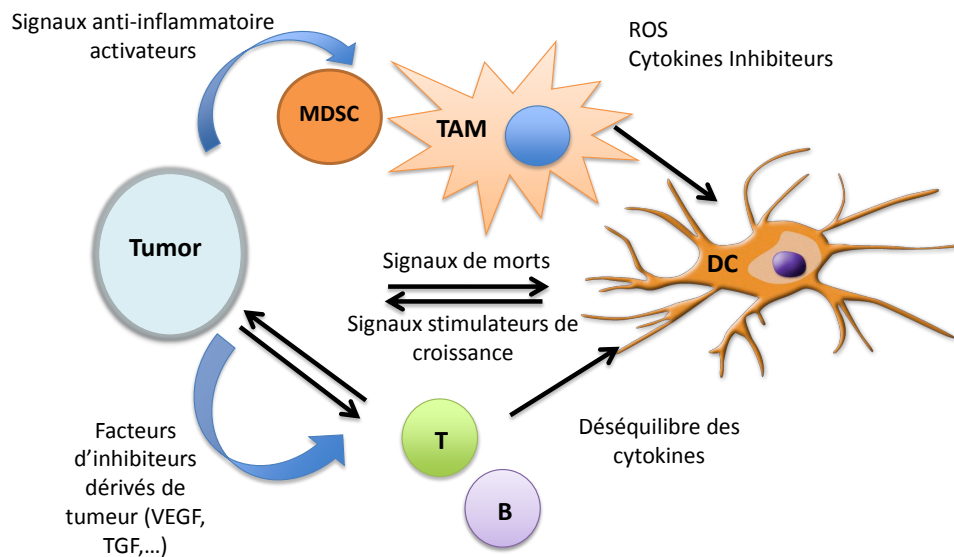 Signaux anti-inflammatoire
activateurs
ROS
Cytokines Inhibiteurs
MDSC
TAM
Tumor
DC
Signaux de morts
Signaux stimulateurs de
croissance
Facteurs
d'inhibiteurs
dérivés de
tumeur (VEGF,
TGF,...)
T
B
Déséquilibre des
cytokines